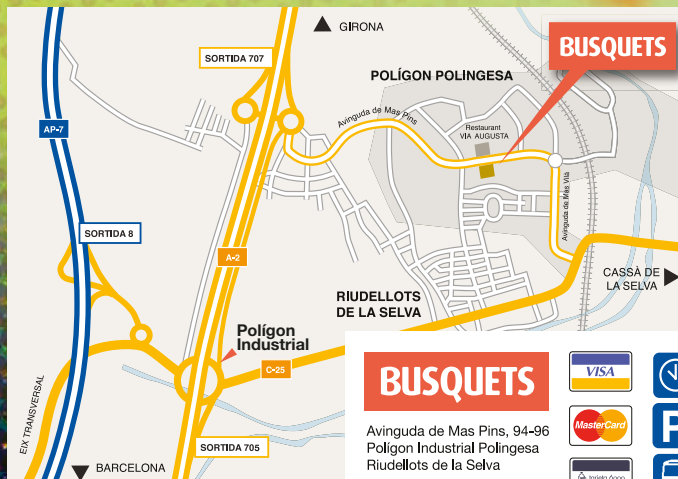 GIRONA
BUSQUETS
SORTIDA 707
POLÍGON POLINGESA
Avinguda de Mas Pins
Restaurant
VIA AUGUSTA
AP-7
Avinguda de Mas Vilà
SORTIDA 8
A-2
CASSÀ DE
LA SELVA
RIUDELLOTS
DE LA SELVA
Polígon
Industrial
C-25
EIX TRANSVERSAL
SORTIDA 705
BARCELONA
BUSQUETS
Avinguda de Mas Pins, 94-96
Polígon Industrial Polingesa
Riudellots de la Selva
VISA
MasterCard
P